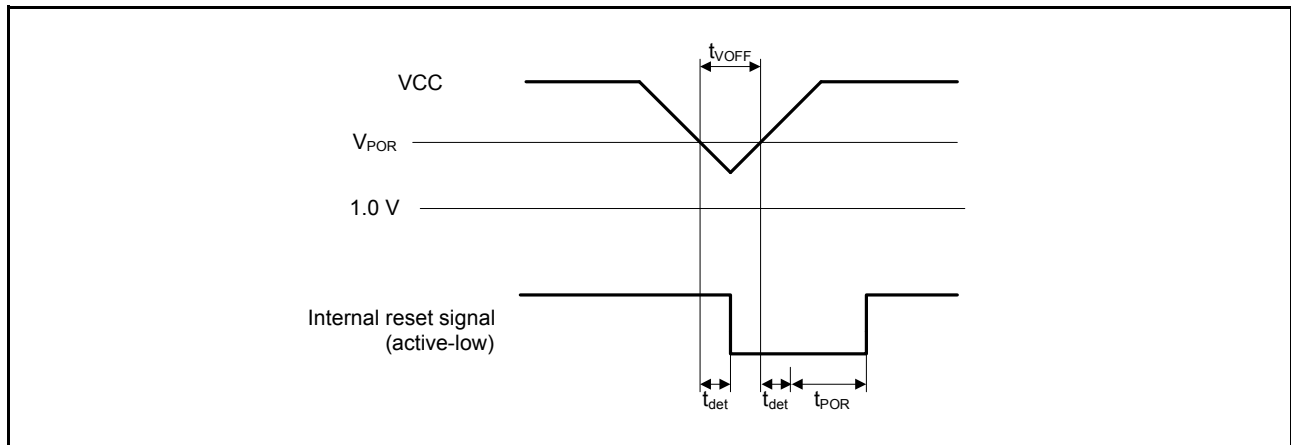 tVOFF
VCC
VPOR
1.0 V
Internal reset signal
(active-low)
tdet
tdet
tPOR